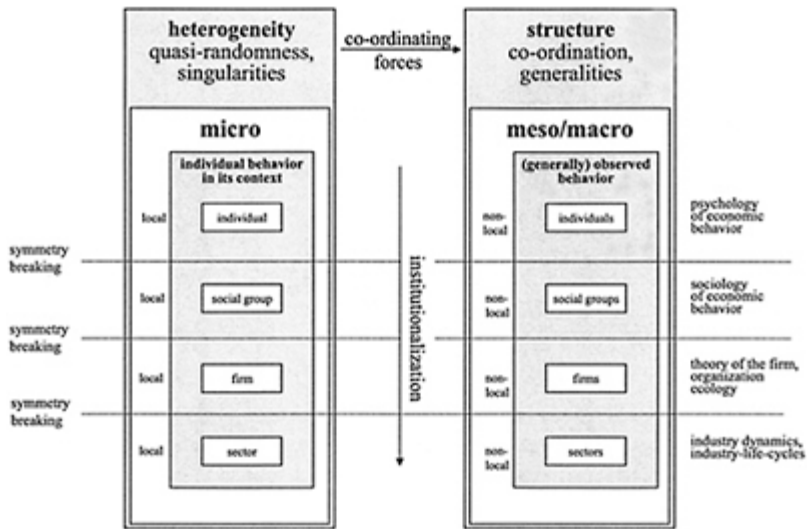 heterogeneity
quasi-randomness,
singularities
co-ordinating
forces
structure
co-ordination,
generalities
micro
meso/macro
individual behavior
in its context
(generally) observed
behavior
local
individual
non-
local
individuals
psychology
of economic
behavior
symmetry
breaking
institutionalization
local
social group
non-
local
social groups
sociology
of economic
behavior
symmetry
breaking
local
firm
non-
local
firms
theory of the firm,
organization
ecology
symmetry
breaking
local
sector
non-
local
sectors
industry dynamics,
industry-life-cycles